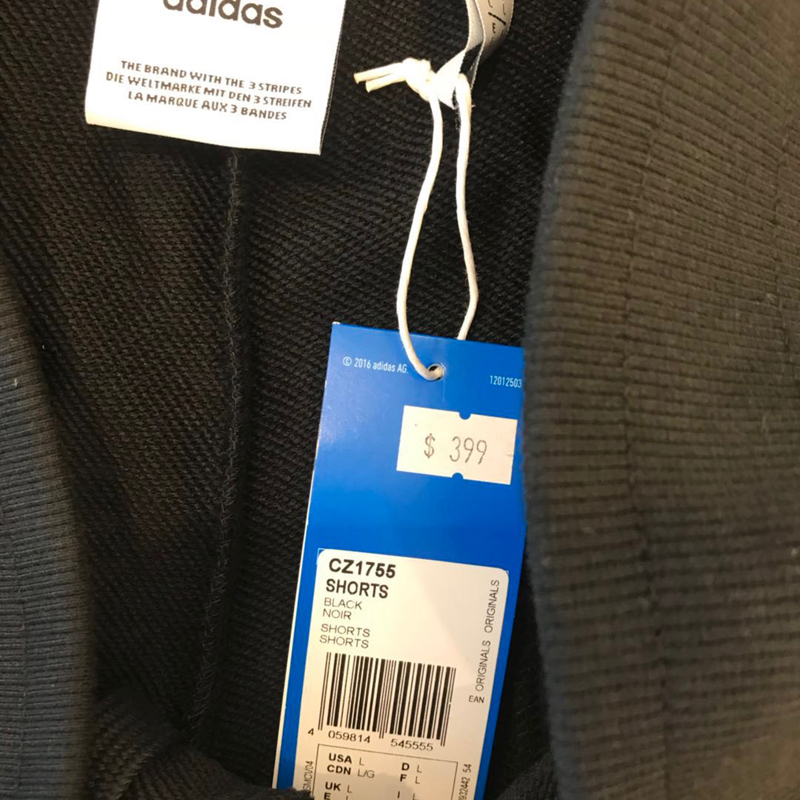 adidas
THE BRAND WITH THE 3 STRIPES
DIE WELTMARKE MIT DEN 3 STREIFEN
LA MARQUE AUX 3 BANDES
© 2016 adidas AG.
12012503
$ 399
CZ1755
SHORTS
BLACK
NOIR
SHORTS
SHORTS
EAN ORIGINALS ORIGINALS
4 059814 545555
USA L D L
CDN L/G F L
UK L I L
E